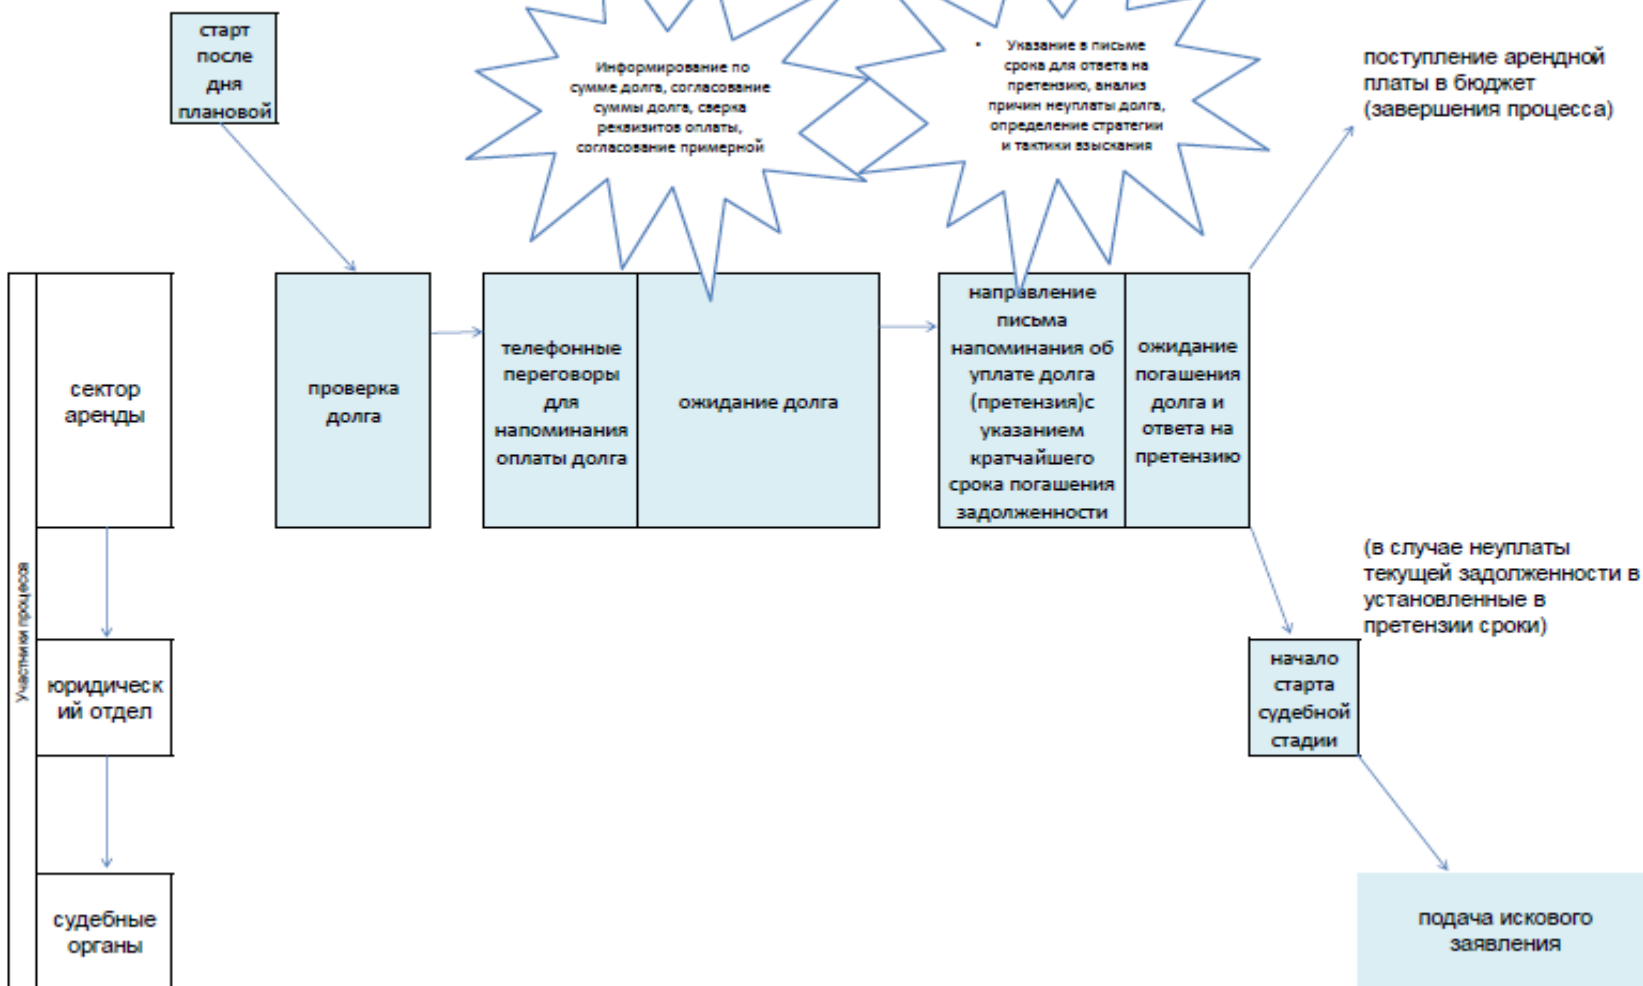 старт
после
дня
плановой
Информирование по
сумме долга, согласование
суммы долга, сверка
реквизитов оплаты,
согласование примерной
• Указание в письме
срока для ответа на
претензию, анализ
причин неуплаты долга,
определение стратегии
и тактики взыскания
поступление арендной
платы в бюджет
(завершения процесса)
Участники процесов
сектор
аренды
проверка
долга
телефонные
переговоры
для
напоминания
оплаты долга
ожидание долга
направление
письма
напоминания об
уплате долга
(претензия)с
указанием
кратчайшего
срока погашения
задолженности
ожидание
погашения
долга и
ответа на
претензию
(в случае неуплаты
текущей задолженности в
установленные в
претензии сроки)
юридическ
ий отдел
начало
старта
судебной
стадии
судебные
органы
подача искового
заявления